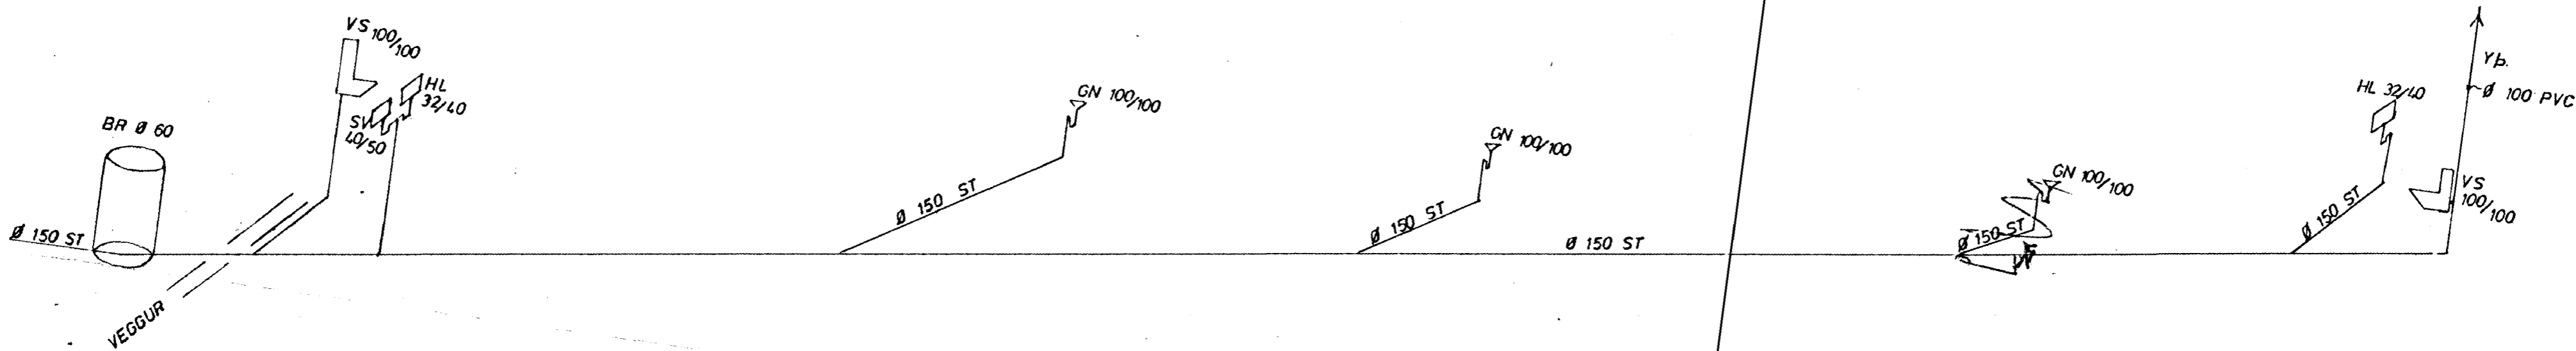 VS 100/100
HL
32/40
SV
40/50
BR Ø 60
Ø 150 ST
VEGGUR
GN 100/100
Ø 150 ST
GN 100/100
Ø 150 ST
Ø 150 ST
GN 100/100
Ø 150 ST
HL 32/40
Ø 150 ST
Yþ.
Ø 100 PVC
VS
100/100